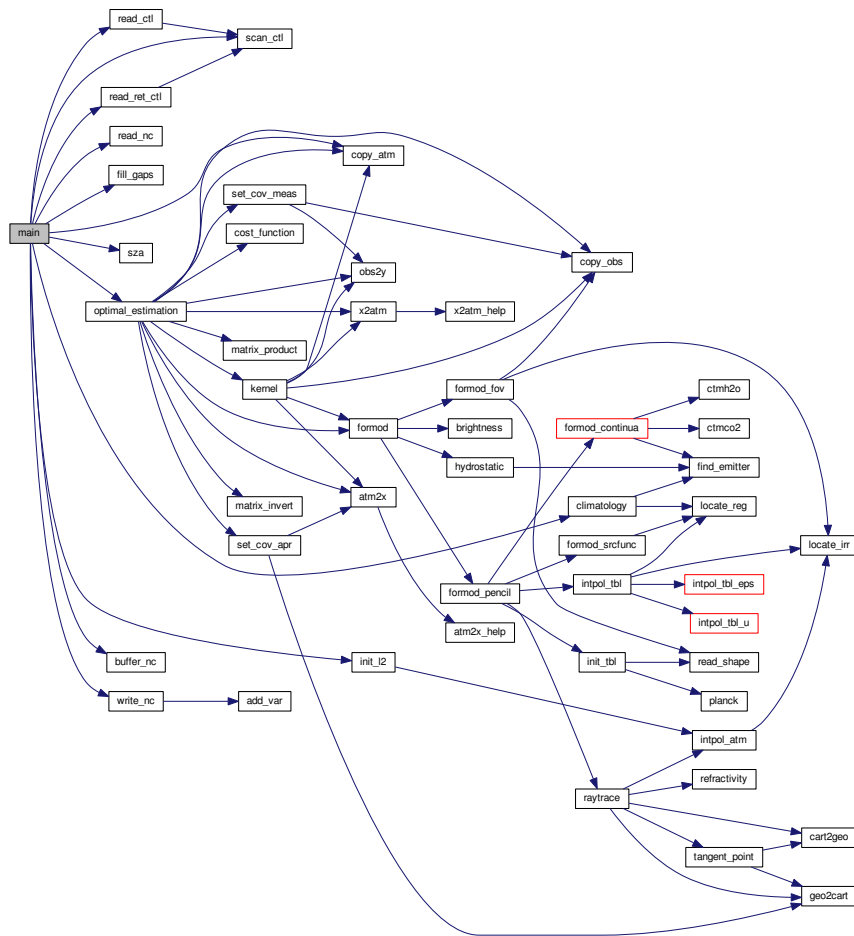 read_ctl
scan_ctl
read_ret_ctl
read_nc
copy_atm
fill_gaps
set_cov_meas
main
cost_function
sza
copy_obs
obs2y
optimal_estimation
x2atm
x2atm_help
matrix_product
kernel
formod_fov
ctmh2o
formod
brightness
formod_continua
ctmco2
hydrostatic
find_emitter
atm2x
matrix_invert
climatology
locate_reg
set_cov_apr
formod_srcfunc
locate_irr
formod_pencil
intpol_tbl
intpol_tbl_eps
intpol_tbl_u
atm2x_help
buffer_nc
init_l2
init_tbl
read_shape
write_nc
add_var
planck
intpol_atm
refractivity
raytrace
cart2geo
tangent_point
geo2cart